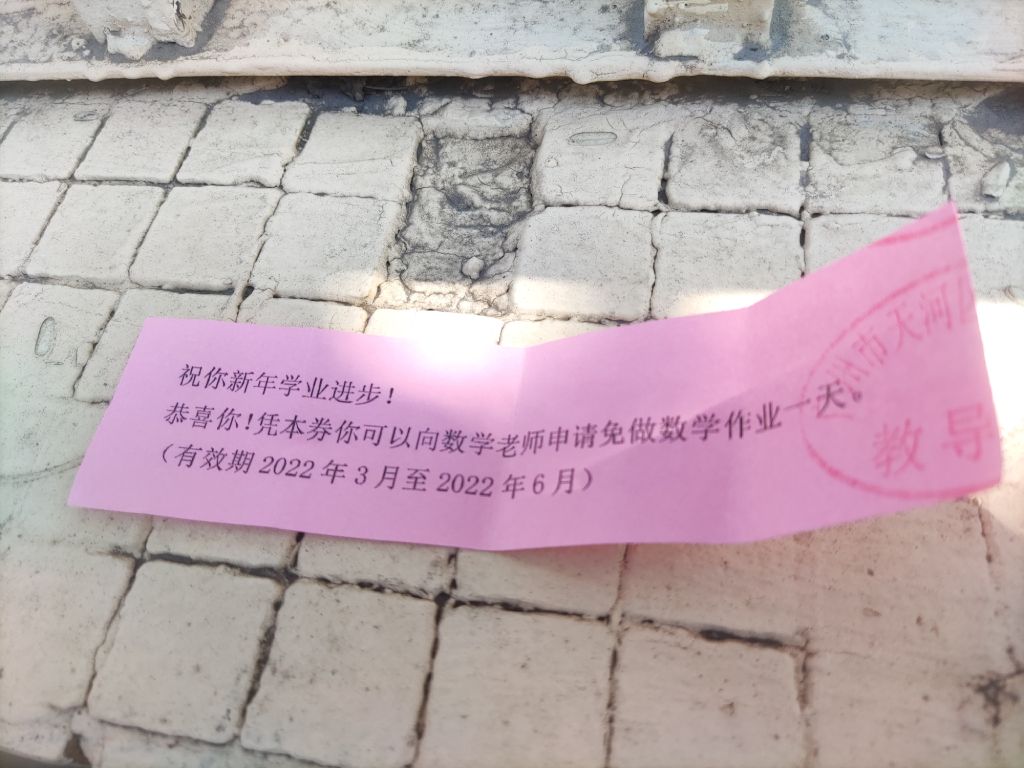 祝你新年学业进步!
恭喜你!凭本券你可以向数学老师申请免做数学作业一天。
(有效期 2022 年 3 月至 2022 年 6 月)
州市天河区
教导